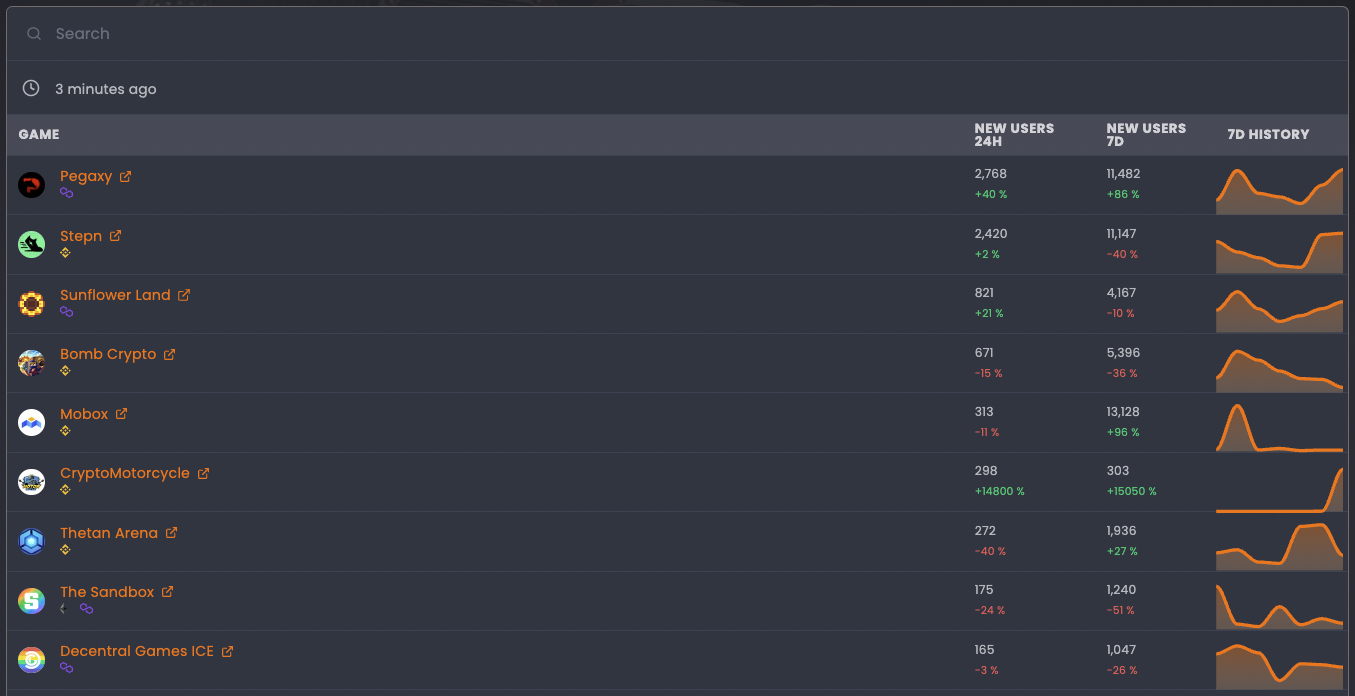 Search
3 minutes ago
GAME NEW USERS 24H NEW USERS 7D 7D HISTORY
Pegaxy 2,768 11,482
+40 % +86 %
Stepn 2,420 11,147
+2 % -40 %
Sunflower Land 821 4,167
+21 % -10 %
Bomb Crypto 671 5,396
-15 % -36 %
Mobox 313 13,128
-11 % +96 %
CryptoMotorcycle 298 303
+14800 % +15050 %
Thetan Arena 272 1,936
-40 % +27 %
The Sandbox 175 1,240
-24 % -51 %
Decentral Games ICE 165 1,047
-3 % -26 %